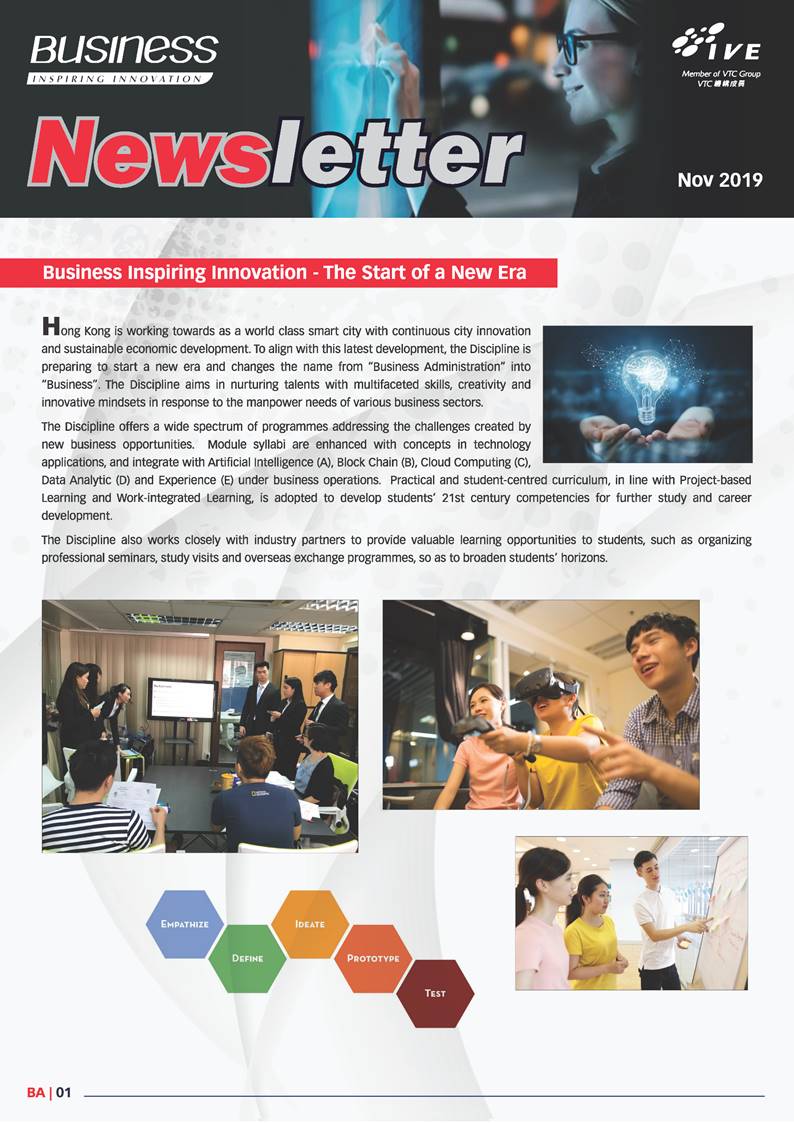 BUSINESS
INSPIRING INNOVATION
IVE
Member of VTC Group
VTC 機構成員
Newsletter
Nov 2019
Business Inspiring Innovation - The Start of a New Era
Hong Kong is working towards as a world class smart city with continuous city innovation
and sustainable economic development. To align with this latest development, the Discipline is
preparing to start a new era and changes the name from “Business Administration” into
“Business”. The Discipline aims in nurturing talents with multifaceted skills, creativity and
innovative mindsets in response to the manpower needs of various business sectors.
The Discipline offers a wide spectrum of programmes addressing the challenges created by
new business opportunities. Module syllabi are enhanced with concepts in technology
applications, and integrate with Artificial Intelligence (A), Block Chain (B), Cloud Computing (C),
Data Analytic (D) and Experience (E) under business operations. Practical and student-centred curriculum, in line with Project-based
Learning and Work-integrated Learning, is adopted to develop students’ 21st century competencies for further study and career
development.
The Discipline also works closely with industry partners to provide valuable learning opportunities to students, such as organizing
professional seminars, study visits and overseas exchange programmes, so as to broaden students’ horizons.
EMPATHIZE
DEFINE
IDEATE
PROTOTYPE
TEST
BA | 01